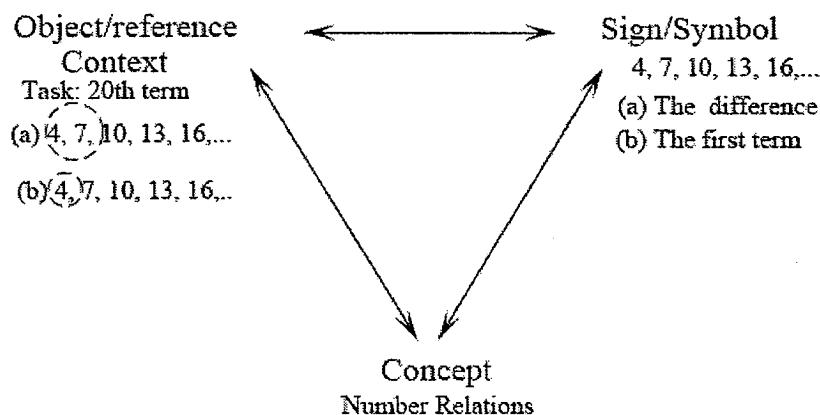 Object/reference
Context
Task: 20th term
(a) 4, 7, 10, 13, 16,...
(b) 4, 7, 10, 13, 16,..
Sign/Symbol
4, 7, 10, 13, 16,...
(a) The difference
(b) The first term
Concept
Number Relations